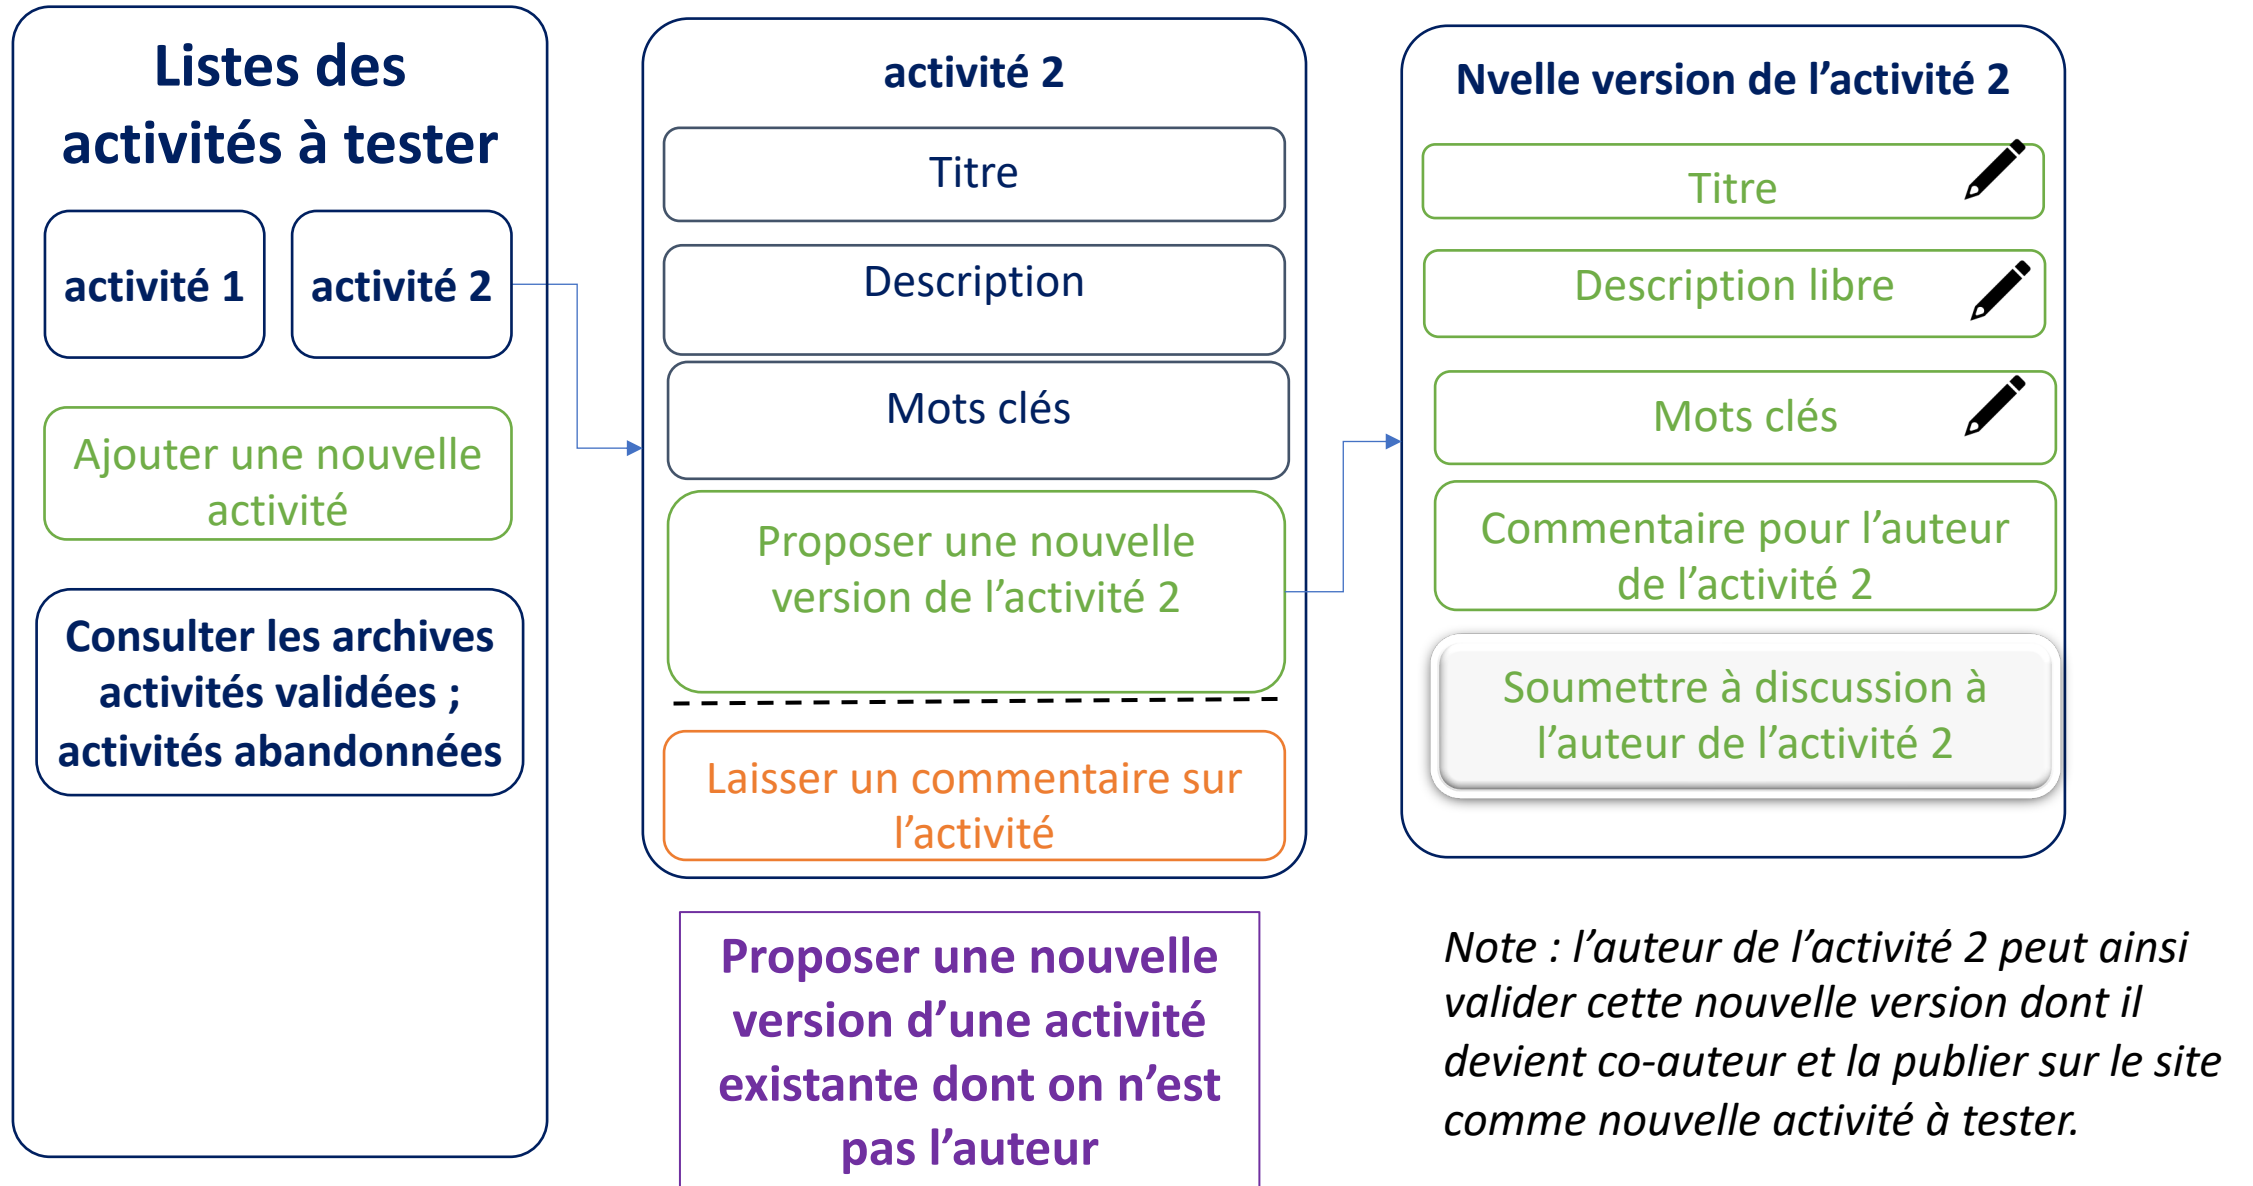 Listes des
activités à tester
activité 1
activité 2
Ajouter une nouvelle
activité
Consulter les archives
activités validées ;
activités abandonnées
activité 2
Titre
Description
Mots clés
Proposer une nouvelle
version de l’activité 2
Laisser un commentaire sur
l’activité
Proposer une nouvelle
version d’une activité
existante dont on n’est
pas l’auteur
Nvelle version de l’activité 2
Titre
Description libre
Mots clés
Commentaire pour l’auteur
de l’activité 2
Soumettre à discussion à
l’auteur de l’activité 2
Note : l’auteur de l’activité 2 peut ainsi
valider cette nouvelle version dont il
devient co-auteur et la publier sur le site
comme nouvelle activité à tester.